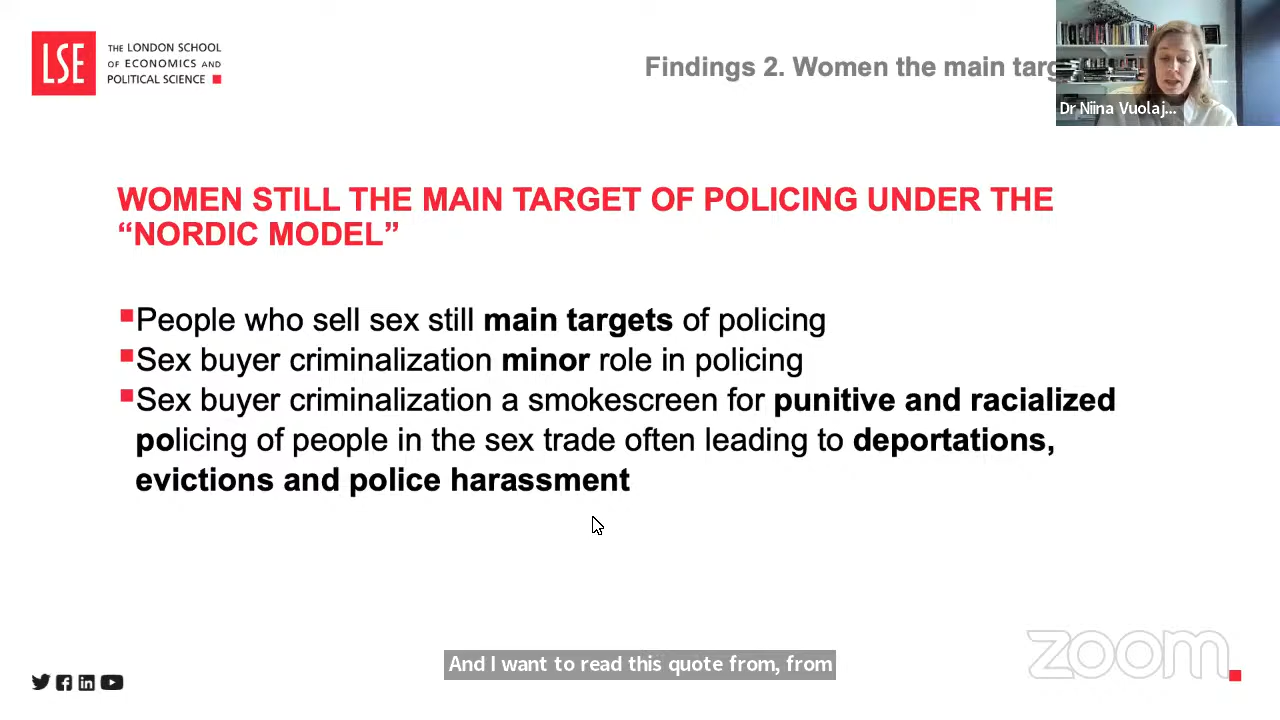 LSE
THE LONDON SCHOOL
OF ECONOMICS AND
POLITICAL SCIENCE
Findings 2. Women the main targ
Dr Niina Vuolaj...
WOMEN STILL THE MAIN TARGET OF POLICING UNDER THE
“NORDIC MODEL”
People who sell sex still main targets of policing
Sex buyer criminalization minor role in policing
Sex buyer criminalization a smokescreen for punitive and racialized
policing of people in the sex trade often leading to deportations,
evictions and police harassment
And I want to read this quote from, from
zoom